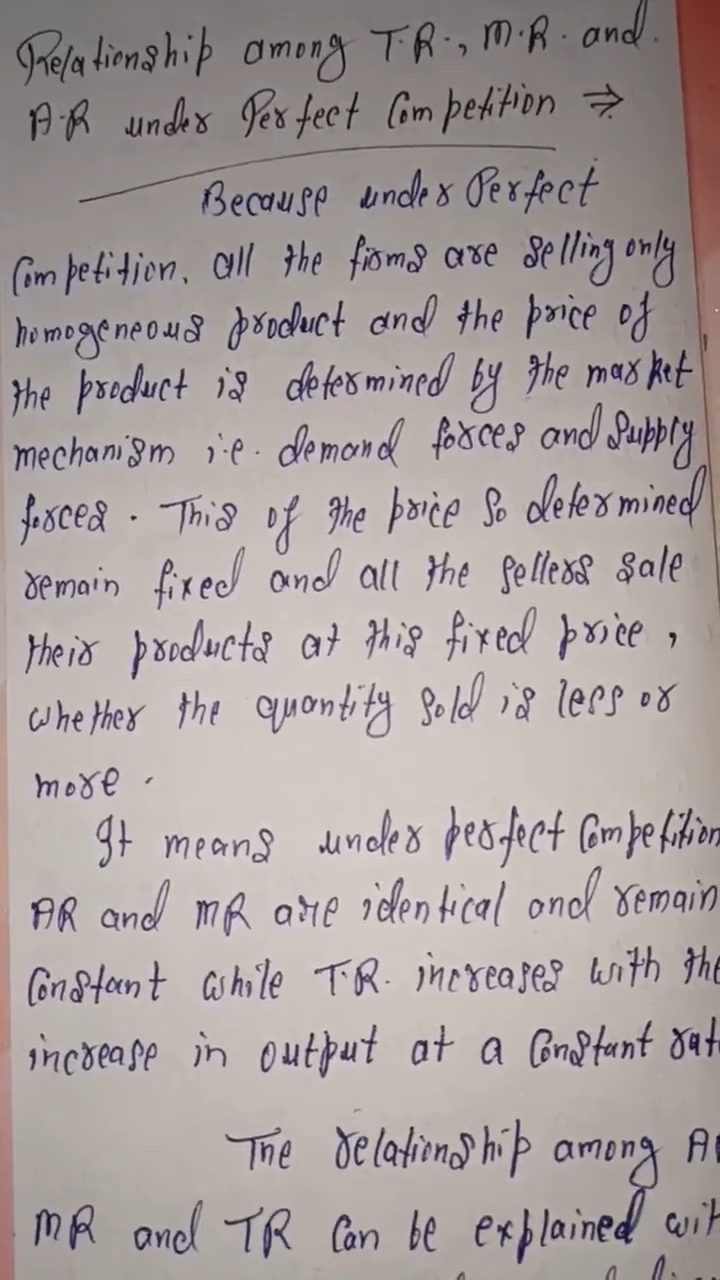 Relationship among T.R., M.R. and
A.R under Perfect Competition ⇒
Because under Perfect
Competition. all the firms are selling only
homogeneous product and the price of
the product is determined by the market
mechanism i.e. demand forces and supply
forces. This of the price so determined
remain fixed and all the sellers sale
their products at this fixed price,
whether the quantity sold is less or
more.
It means under perfect Competition
AR and MR are identical and remain
Constant while T.R. increases with the
increase in output at a Constant rat
The relationship among A
MR and TR Can be explained wit